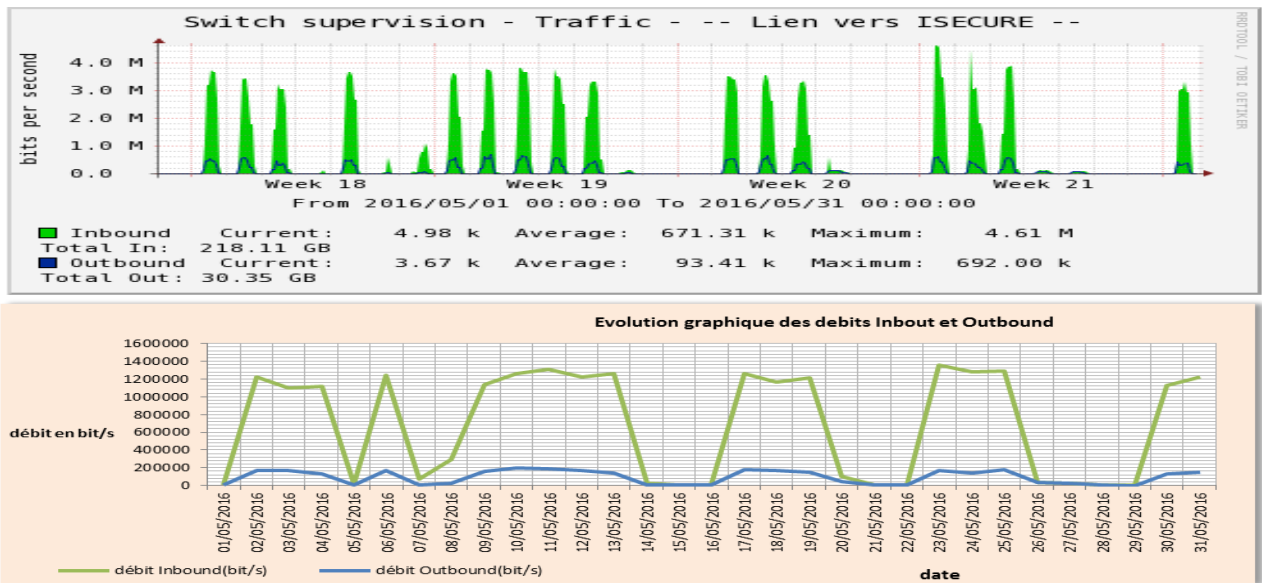 Switch supervision - Traffic - -- Lien vers ISECURE --
RRDTOOL / TOBI OETIKER
bits per second
4.0 M
3.0 M
2.0 M
1.0 M
0.0
Week 18 Week 19 Week 20 Week 21
From 2016/05/01 00:00:00 To 2016/05/31 00:00:00
Inbound Current: 4.98 k Average: 671.31 k Maximum: 4.61 M
Total In: 218.11 GB
Outbound Current: 3.67 k Average: 93.41 k Maximum: 692.00 k
Total Out: 30.35 GB
Evolution graphique des debits Inbout et Outbound
débit en bit/s
1600000
1400000
1200000
1000000
800000
600000
400000
200000
0
01/05/2016 02/05/2016 03/05/2016 04/05/2016 05/05/2016 06/05/2016 07/05/2016 08/05/2016 09/05/2016 10/05/2016 11/05/2016 12/05/2016 13/05/2016 14/05/2016 15/05/2016 16/05/2016 17/05/2016 18/05/2016 19/05/2016 20/05/2016 21/05/2016 22/05/2016 23/05/2016 24/05/2016 25/05/2016 26/05/2016 27/05/2016 28/05/2016 29/05/2016 30/05/2016 31/05/2016
débit Inbound(bit/s) débit Outbound(bit/s)
date